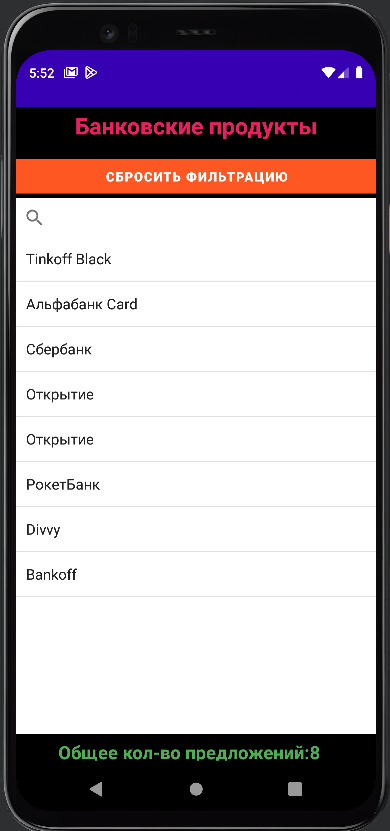 5:52
Банковские продукты
СБРОСИТЬ ФИЛЬТРАЦИЮ
Tinkoff Black
Альфабанк Card
Сбербанк
Открытие
Открытие
РокетБанк
Divvy
Bankoff
Общее кол-во предложений:8